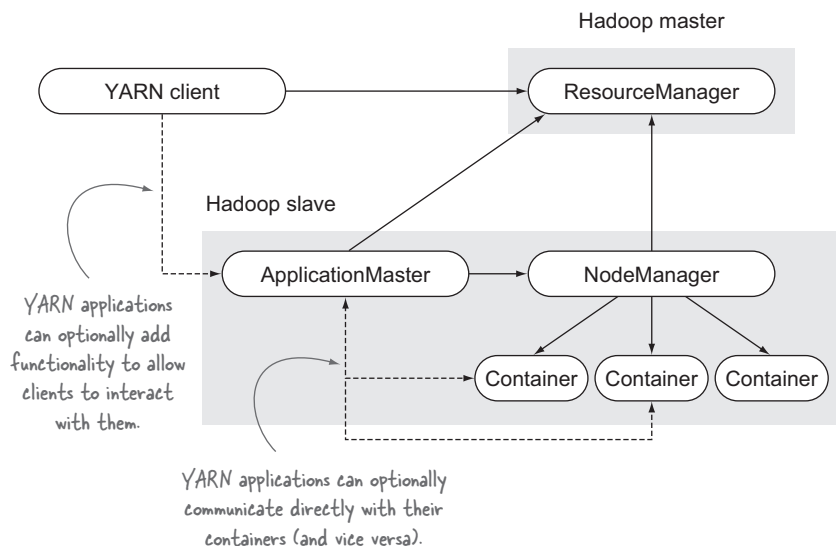 Hadoop master
YARN client
ResourceManager
Hadoop slave
ApplicationMaster
NodeManager
YARN applications
can optionally add
functionality to allow
clients to interact
with them.
Container
Container
Container
YARN applications can optionally
communicate directly with their
containers (and vice versa).